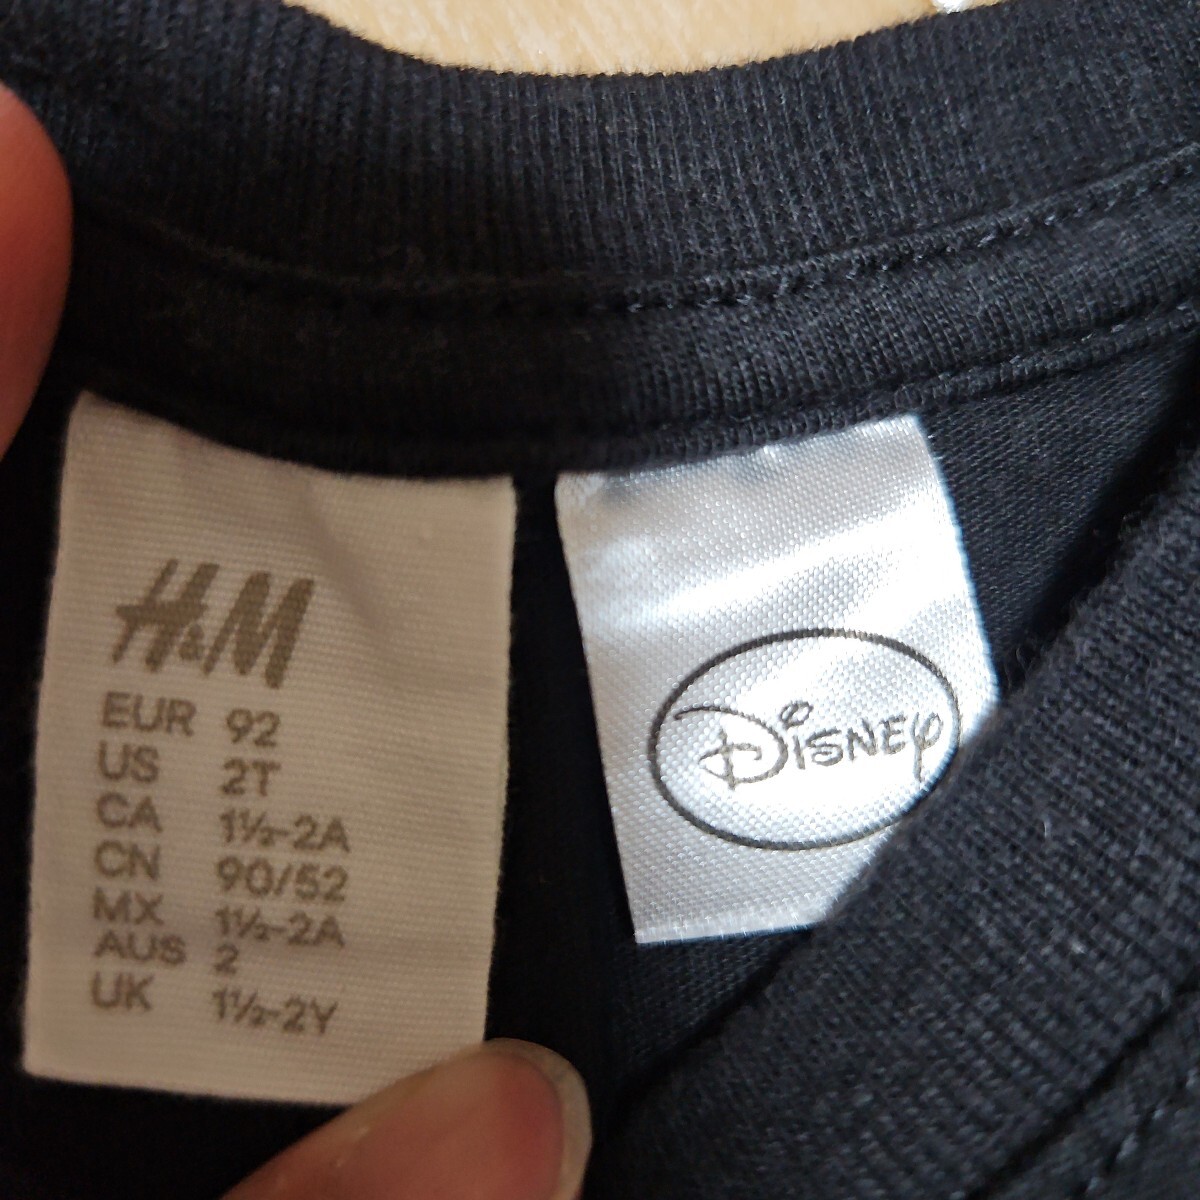 H&M
EUR 92
US 2T
CA 1½-2A
CN 90/52
MX 1½-2A
AUS 2
UK 1½-2Y
Disney